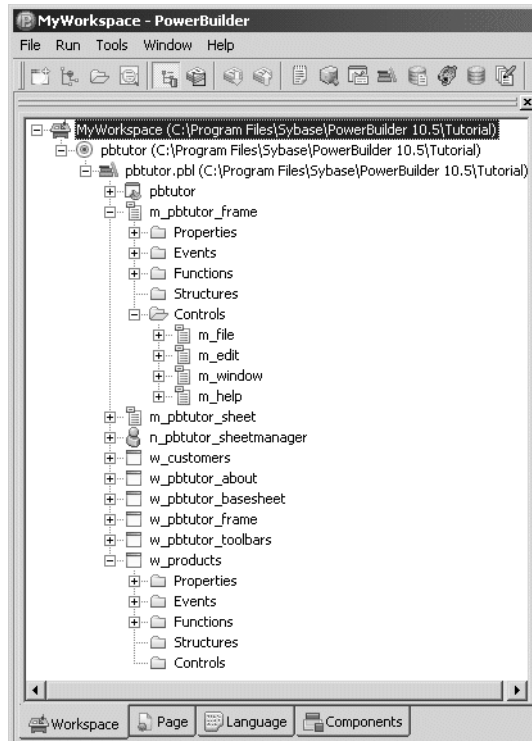 MyWorkspace - PowerBuilder
File Run Tools Window Help
MyWorkspace (C:\Program Files\Sybase\PowerBuilder 10.5\Tutorial)
pbtutor (C:\Program Files\Sybase\PowerBuilder 10.5\Tutorial)
pbtutor.pbl (C:\Program Files\Sybase\PowerBuilder 10.5\Tutorial)
pbtutor
m_pbtutor_frame
Properties
Events
Functions
Structures
Controls
m_file
m_edit
m_window
m_help
m_pbtutor_sheet
n_pbtutor_sheetmanager
w_customers
w_pbtutor_about
w_pbtutor_basesheet
w_pbtutor_frame
w_pbtutor_toolbars
w_products
Properties
Events
Functions
Structures
Controls
Workspace Page Language Components